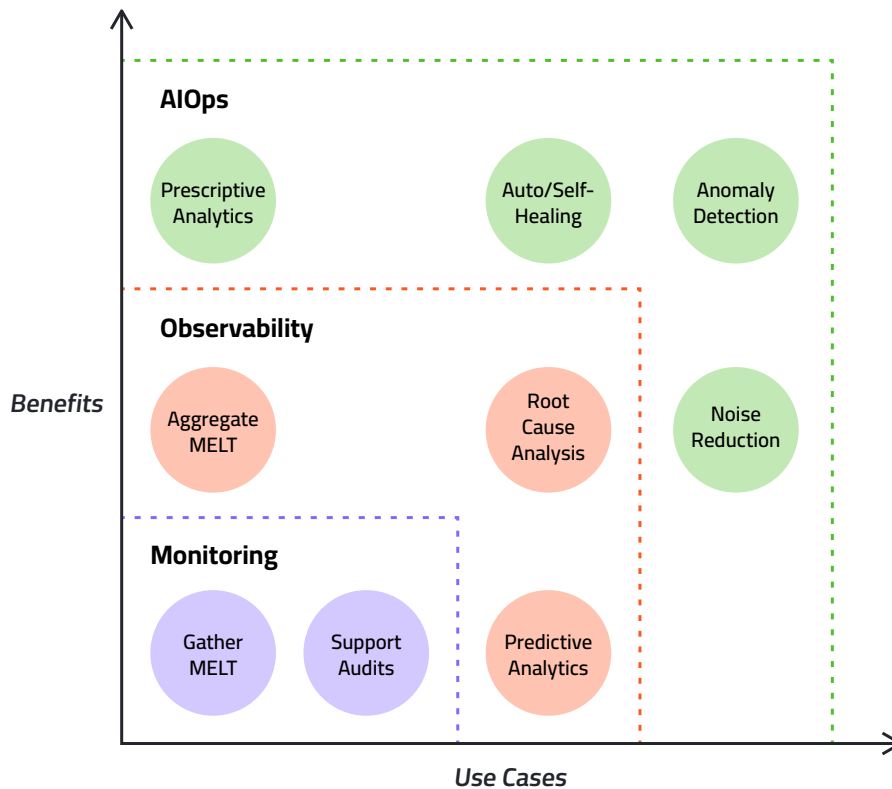 AIOps
Prescriptive
Analytics
Auto/Self-
Healing
Anomaly
Detection
Observability
Benefits
Aggregate
MELT
Root
Cause
Analysis
Noise
Reduction
Monitoring
Gather
MELT
Support
Audits
Predictive
Analytics
Use Cases